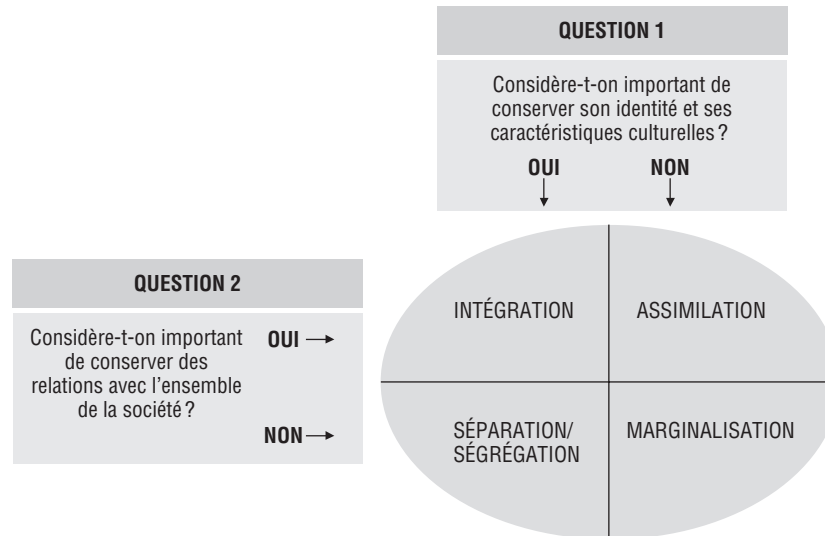 QUESTION 1
Considère-t-on important de
conserver son identité et ses
caractéristiques culturelles ?
OUI NON
QUESTION 2
Considère-t-on important
de conserver des
relations avec l'ensemble
de la société ?
OUI
NON
INTÉGRATION
ASSIMILATION
SÉPARATION/
SÉGRÉGATION
MARGINALISATION